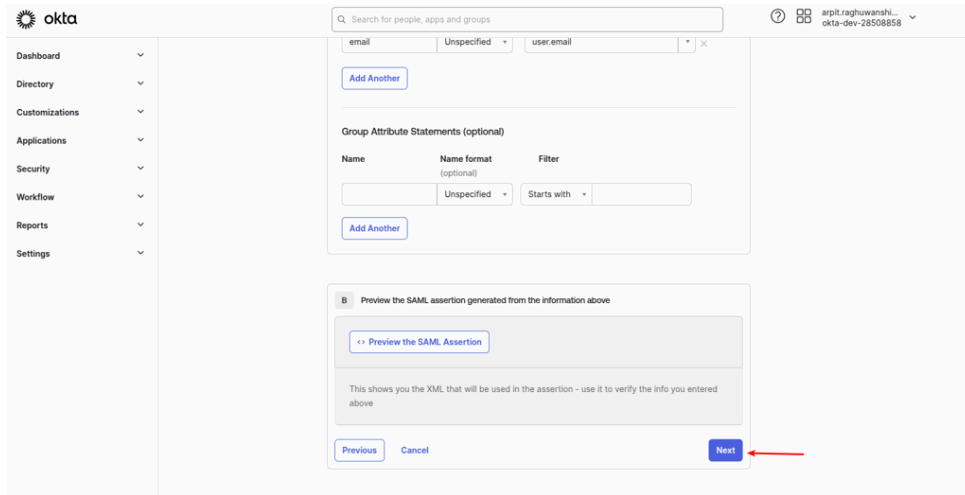 okta
Search for people, apps and groups
arpit.raghuwanshi...
okta-dev-28508858
Dashboard
Directory
Customizations
Applications
Security
Workflow
Reports
Settings
email Unspecified user.email
Add Another
Group Attribute Statements (optional)
Name Name format Filter
(optional)
Unspecified Starts with
Add Another
B Preview the SAML assertion generated from the information above
<> Preview the SAML Assertion
This shows you the XML that will be used in the assertion - use it to verify the info you entered
above
Previous Cancel Next